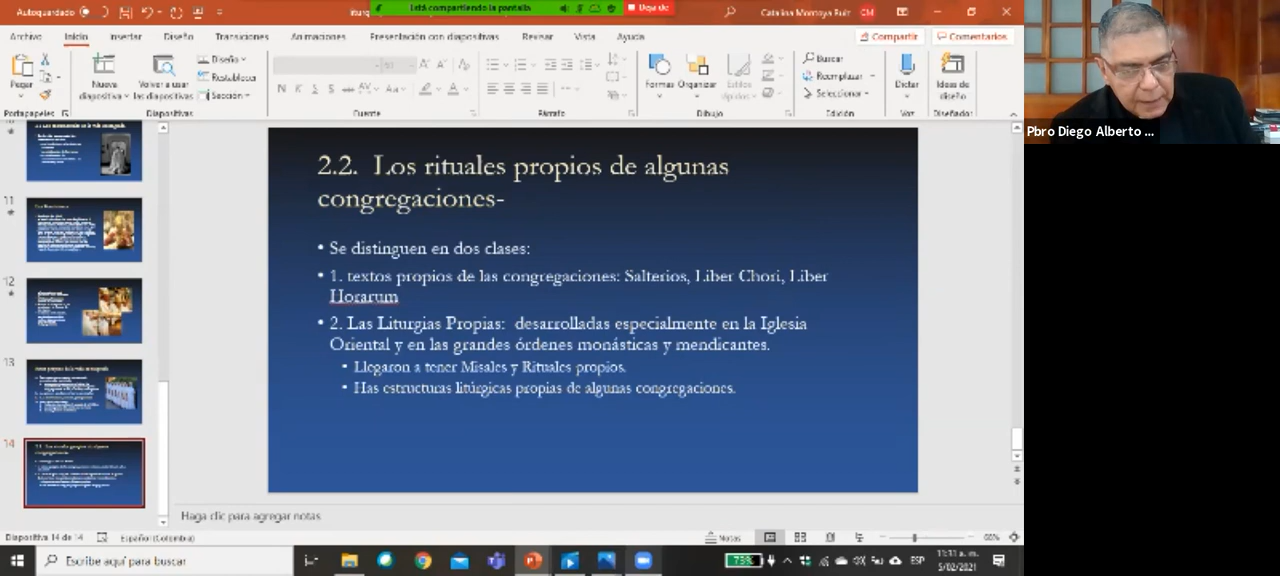 Autoguardado
Está compartiendo la pantalla
Deja de
Catalina Montoya Ruiz CM
Archivo Inicio Insertar Diseño Transiciones Animaciones Presentación con diapositivas Revisar Vista Ayuda
Compartir Comentarios
Pegar
Nueva diapositiva
Volver a usar las diapositivas
Diseño
Restablecer
Sección
Formas Organizar Estilos rápidos
Buscar
Reemplazar
Seleccionar
Dictar
Ideas de diseño
Portapapeles Diapositivas Fuente Párrafo Dibujo Edición Voz Diseñador
11
12
13
14
2.2. Los rituales propios de algunas
congregaciones-
• Se distinguen en dos clases:
• 1. textos propios de las congregaciones: Salterios, Liber Chori, Liber
Horarum
• 2. Las Liturgias Propias: desarrolladas especialmente en la Iglesia
Oriental y en las grandes órdenes monásticas y mendicantes.
• Llegaron a tener Misales y Rituales propios.
• Has estructuras litúrgicas propias de algunas congregaciones.
Haga clic para agregar notas
Diapositiva 14 de 14 Español (Colombia) Notas 66%
Escribe aquí para buscar
73% ESP
11:11 a. m.
5/02/2021
Pbro Diego Alberto ...